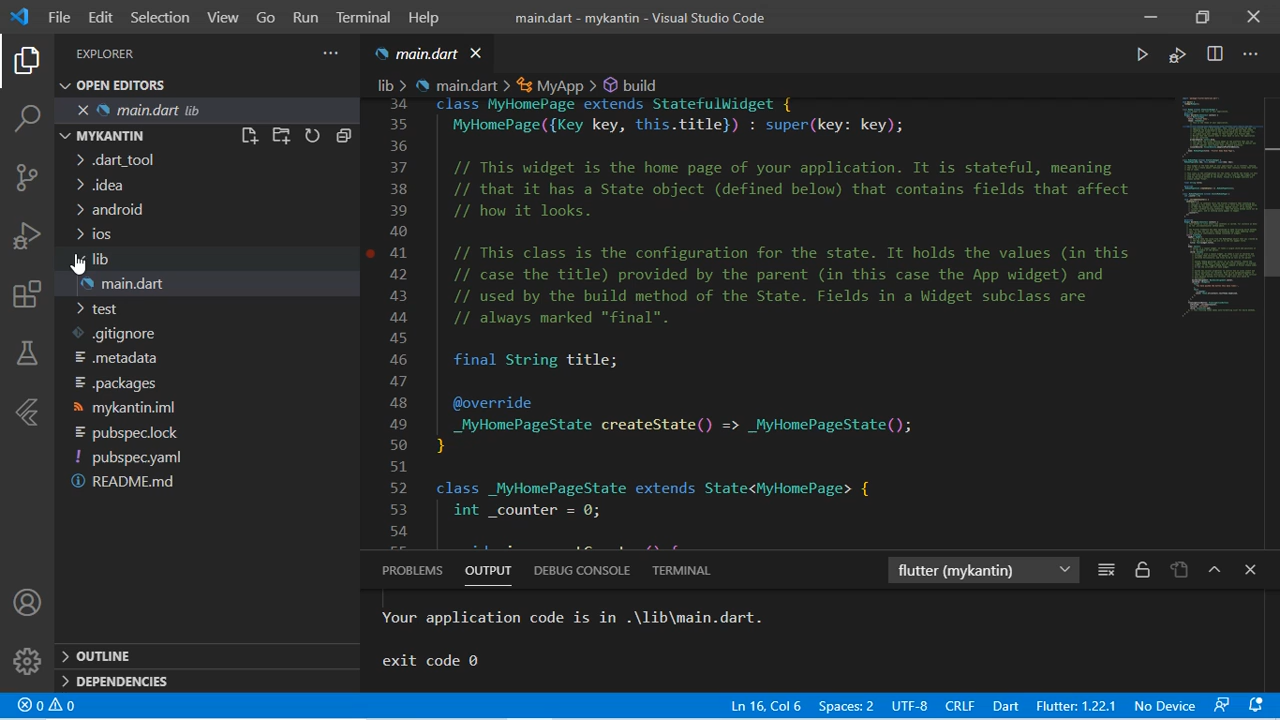 File Edit Selection View Go Run Terminal Help
main.dart - mykantin - Visual Studio Code
EXPLORER
OPEN EDITORS
main.dart lib
MYKANTIN
.dart_tool
.idea
android
ios
lib
main.dart
test
.gitignore
.metadata
.packages
mykantin.iml
pubspec.lock
pubspec.yaml
README.md
OUTLINE
DEPENDENCIES
main.dart
lib > main.dart > MyApp > build
34 class MyHomePage extends StatefulWidget {
35 MyHomePage({Key key, this.title}) : super(key: key);
36
37 // This widget is the home page of your application. It is stateful, meaning
38 // that it has a State object (defined below) that contains fields that affect
39 // how it looks.
40
41 // This class is the configuration for the state. It holds the values (in this
42 // case the title) provided by the parent (in this case the App widget) and
43 // used by the build method of the State. Fields in a Widget subclass are
44 // always marked "final".
45
46 final String title;
47
48 @override
49 _MyHomePageState createState() => _MyHomePageState();
50 }
51
52 class _MyHomePageState extends State<MyHomePage> {
53 int _counter = 0;
54
PROBLEMS OUTPUT DEBUG CONSOLE TERMINAL
flutter (mykantin)
Your application code is in .\lib\main.dart.
exit code 0
0 0
Ln 16, Col 6 Spaces: 2 UTF-8 CRLF Dart Flutter: 1.22.1 No Device